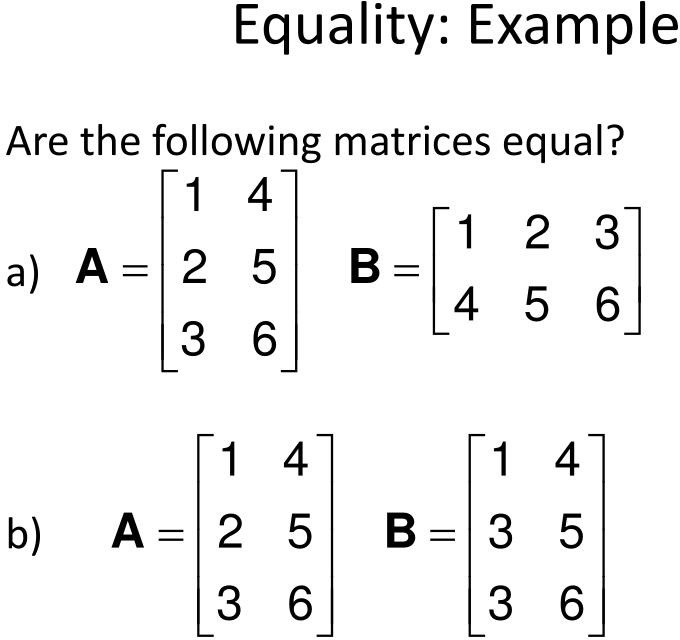 Equality: Example
Are the following matrices equal?
a) A = [1 4
2 5
3 6] B = [1 2 3
4 5 6]
b) A = [1 4
2 5
3 6] B = [1 4
3 5
3 6]